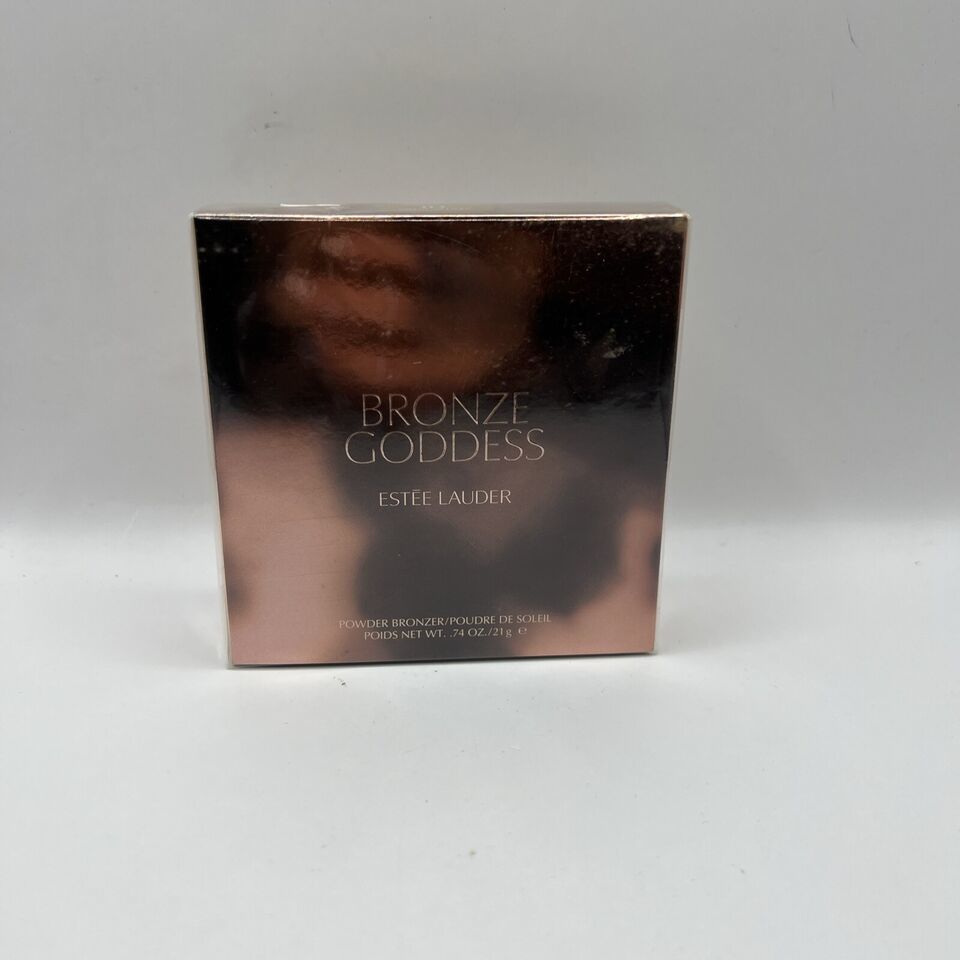 BRONZE
GODDESS
ESTĒE LAUDER
POWDER BRONZER/POUDRE DE SOLEIL
POIDS NET WT. .74 OZ./21g ℮